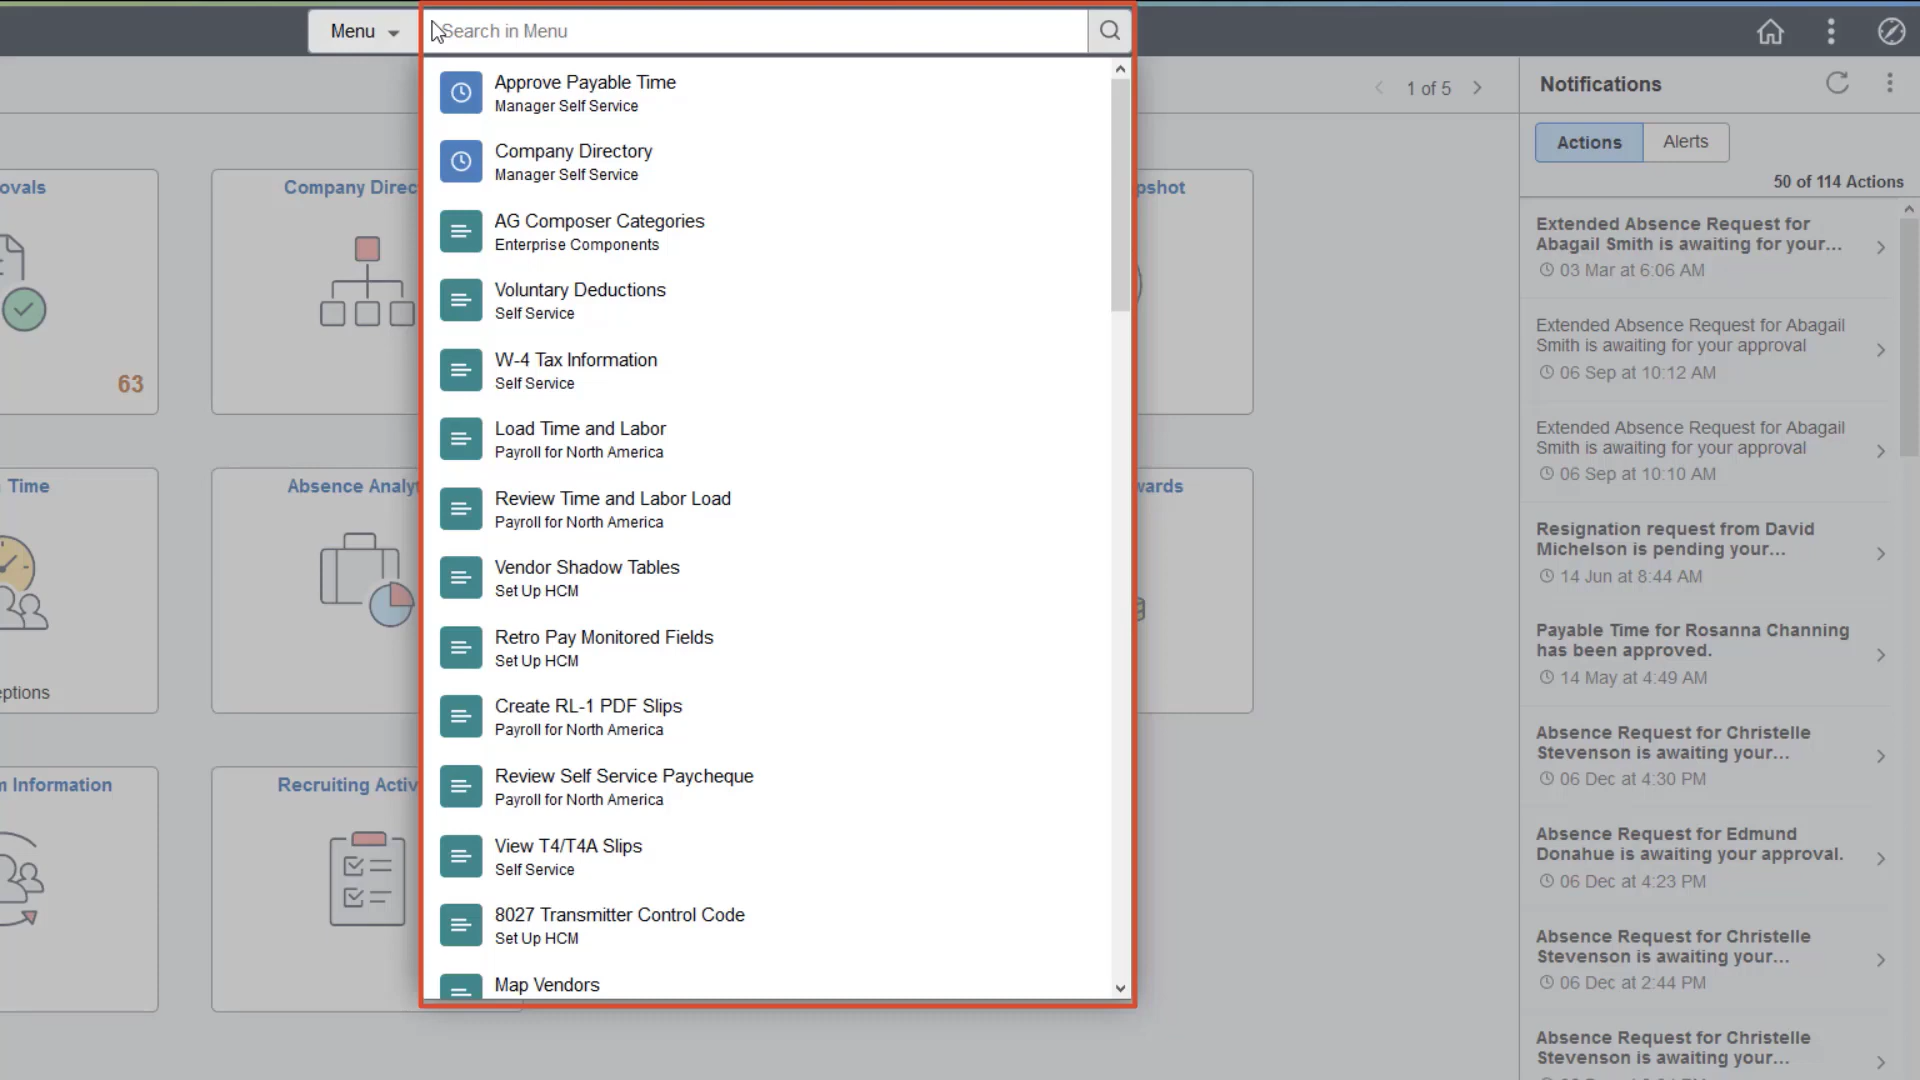 Menu
Search in Menu
Approve Payable Time
Manager Self Service
Company Directory
Manager Self Service
AG Composer Categories
Enterprise Components
Voluntary Deductions
Self Service
W-4 Tax Information
Self Service
Load Time and Labor
Payroll for North America
Review Time and Labor Load
Payroll for North America
Vendor Shadow Tables
Set Up HCM
Retro Pay Monitored Fields
Set Up HCM
Create RL-1 PDF Slips
Payroll for North America
Review Self Service Paycheque
Payroll for North America
View T4/T4A Slips
Self Service
8027 Transmitter Control Code
Set Up HCM
Map Vendors
1 of 5
ovals
63
Company Direc
pshot
Time
eptions
Absence Analyt
wards
Information
Recruiting Activ
Notifications
Actions
Alerts
50 of 114 Actions
Extended Absence Request for
Abagail Smith is awaiting for your...
03 Mar at 6:06 AM
Extended Absence Request for Abagail
Smith is awaiting for your approval
06 Sep at 10:12 AM
Extended Absence Request for Abagail
Smith is awaiting for your approval
06 Sep at 10:10 AM
Resignation request from David
Michelson is pending your...
14 Jun at 8:44 AM
Payable Time for Rosanna Channing
has been approved.
14 May at 4:49 AM
Absence Request for Christelle
Stevenson is awaiting your...
06 Dec at 4:30 PM
Absence Request for Edmund
Donahue is awaiting your approval.
06 Dec at 4:23 PM
Absence Request for Christelle
Stevenson is awaiting your...
06 Dec at 2:44 PM
Absence Request for Christelle
Stevenson is awaiting your...